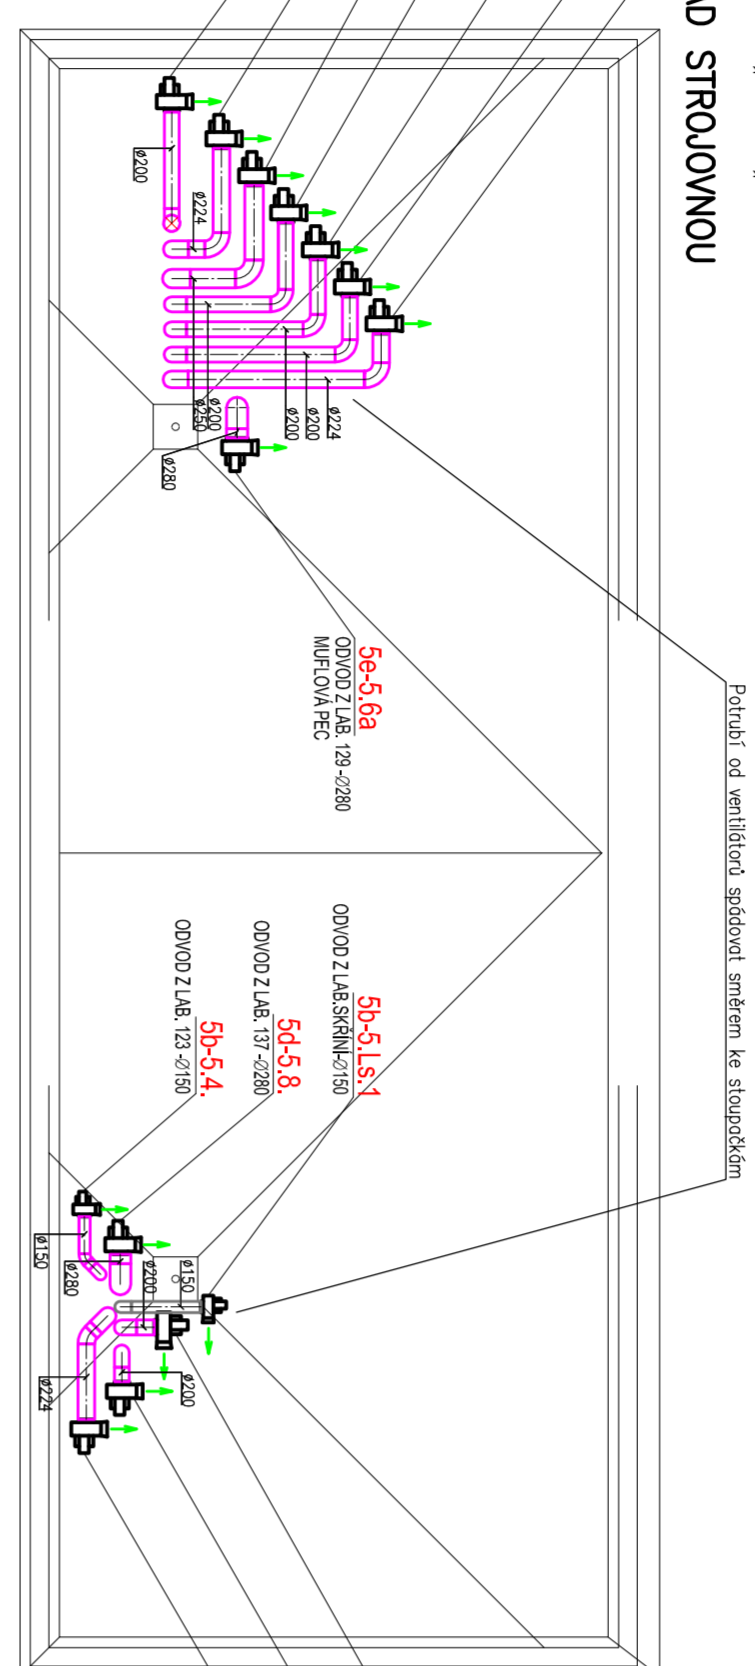 AD STROJOVNOU
Potrubí od ventilátorů spádovat směrem ke stoupačkám
5e-5.6a
ODVOD Z LAB. 129 -Ø280
MUFLOVÁ PEC
5b-5.Ls.1
ODVOD Z LAB.SKŘÍNÍ-Ø150
5d-5.8.
ODVOD Z LAB. 137 -Ø280
5b-5.4.
ODVOD Z LAB. 123 -Ø150
ø200
ø224
ø250
ø200
ø200
ø200
ø224
ø280
ø150
ø280
ø200
ø150
ø200
ø224